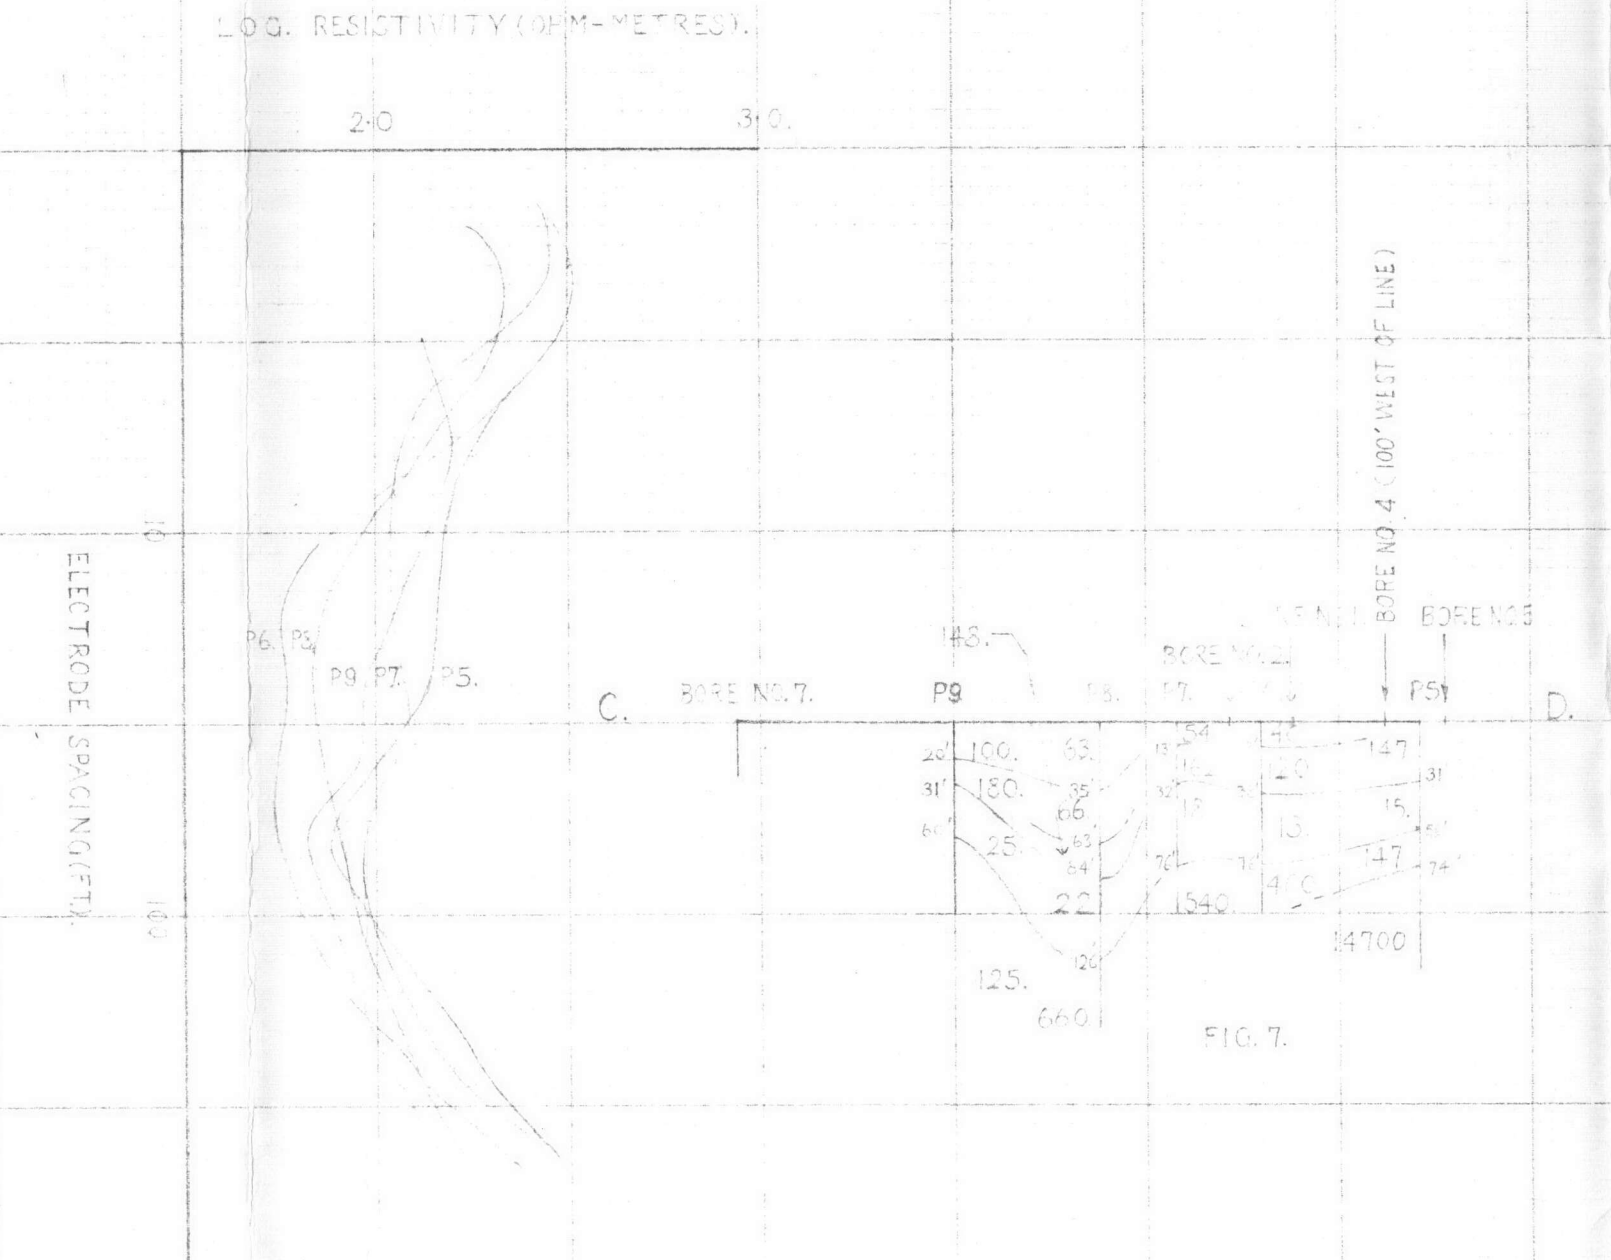 LOG. RESISTIVITY (OHM-METRES).
2.0
3.0.
10
100
ELECTRODE SPACING (FT.).
P6. P8.
P9. P7. P5.
BORE NO. 4 (100' WEST OF LINE)
BORE NO 5
148.
BORE NO. 2.
C. BORE NO. 7. P9 P8. P7. P5 D.
20' 100. 63. 13' 54 147
31' 180. 35' 32' 120 31'
66. 13. 15.
25. 63' 13.
64' 76' 147 74'
22 1540. 14700
120'
125.
660
FIG. 7.